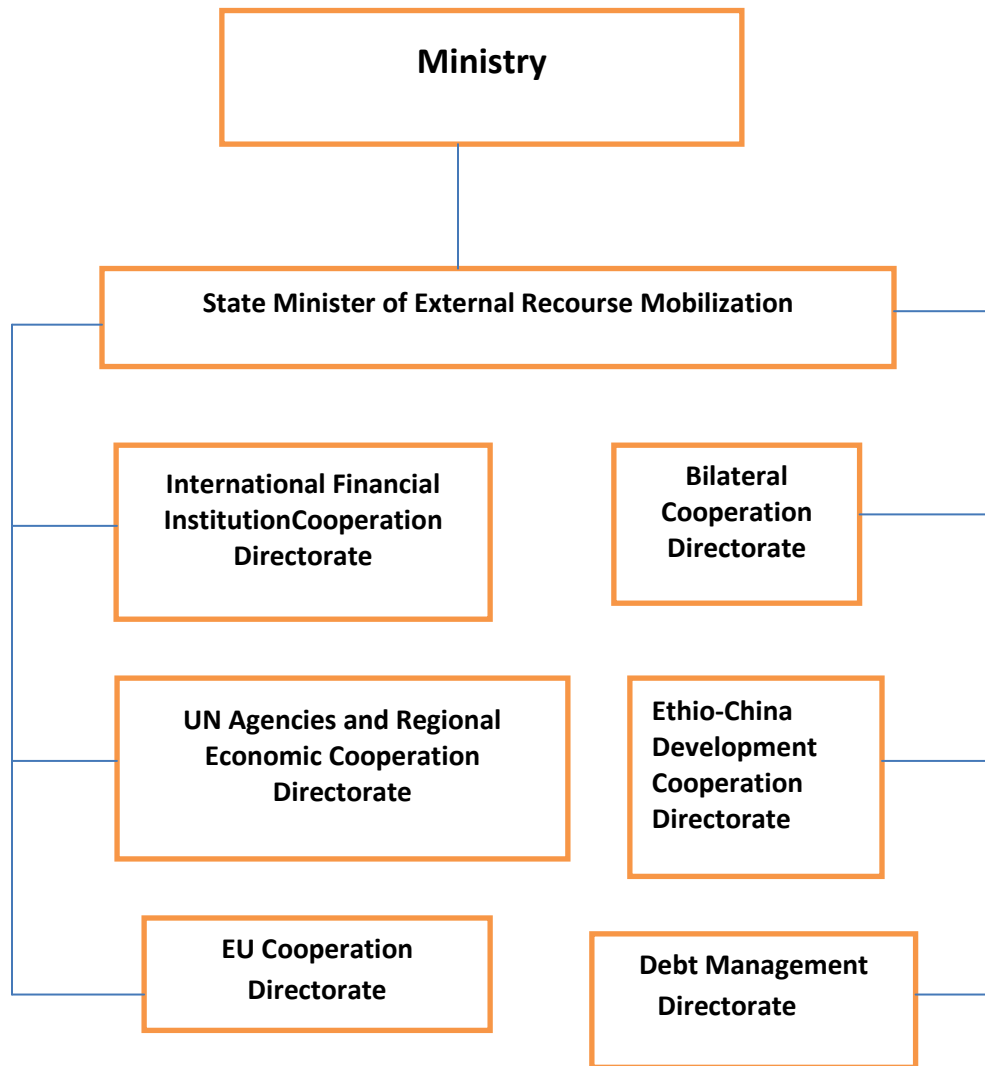 Ministry
State Minister of External Recourse Mobilization
International Financial
InstitutionCooperation
Directorate
Bilateral
Cooperation
Directorate
UN Agencies and Regional
Economic Cooperation
Directorate
Ethio-China
Development
Cooperation
Directorate
EU Cooperation
Directorate
Debt Management
Directorate